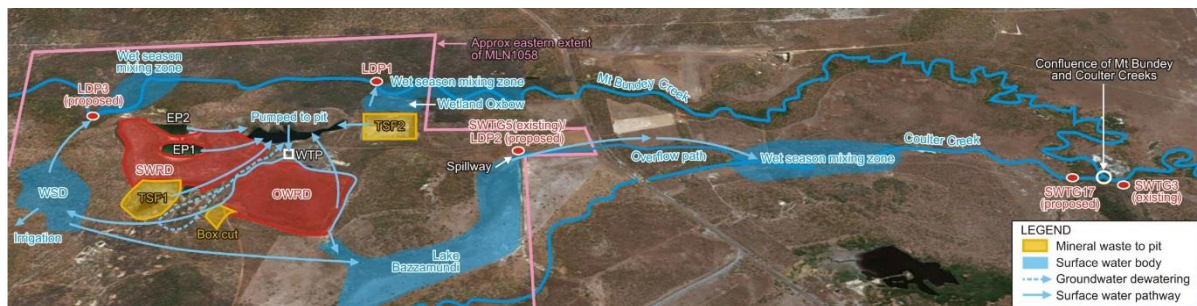 Wet season
mixing zone
LDP1
Approx eastern extent
of MLN1058
Wet season mixing zone
Mt Bundey Creek
Confluence of Mt Bundey
and Coulter Creeks
LDP3
(proposed)
EP2
Pumped to pit
Wetland Oxbow
TSF2
SWTG5(existing)/
LDP2 (proposed)
EP1
WTP
Overflow path
Coulter Creek
Wet season mixing zone
SWRD
Spillway
WSD
TSF1
OWRD
SWTG17
(proposed)
SWTG3
(existing)
Irrigation
Box cut
Lake
Bazzamundi
LEGEND
Mineral waste to pit
Surface water body
Groundwater dewatering
Surface water pathway